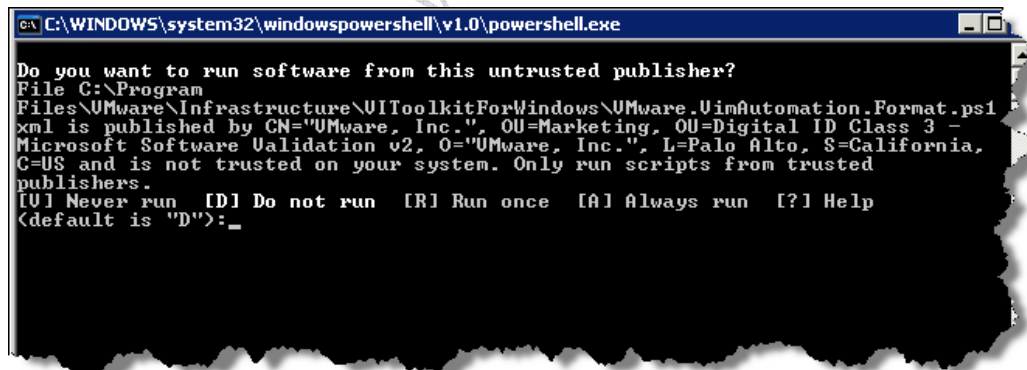 C:\WINDOWS\system32\windowspowershell\v1.0\powershell.exe
Do you want to run software from this untrusted publisher?
File C:\Program
Files\VMware\Infrastructure\VIToolkitForWindows\VMware.VimAutomation.Format.ps1
xml is published by CN="VMware, Inc.", OU=Marketing, OU=Digital ID Class 3 -
Microsoft Software Validation v2, O="VMware, Inc.", L=Palo Alto, S=California,
C=US and is not trusted on your system. Only run scripts from trusted
publishers.
[V] Never run  [D] Do not run  [R] Run once  [A] Always run  [?] Help
(default is "D"):_